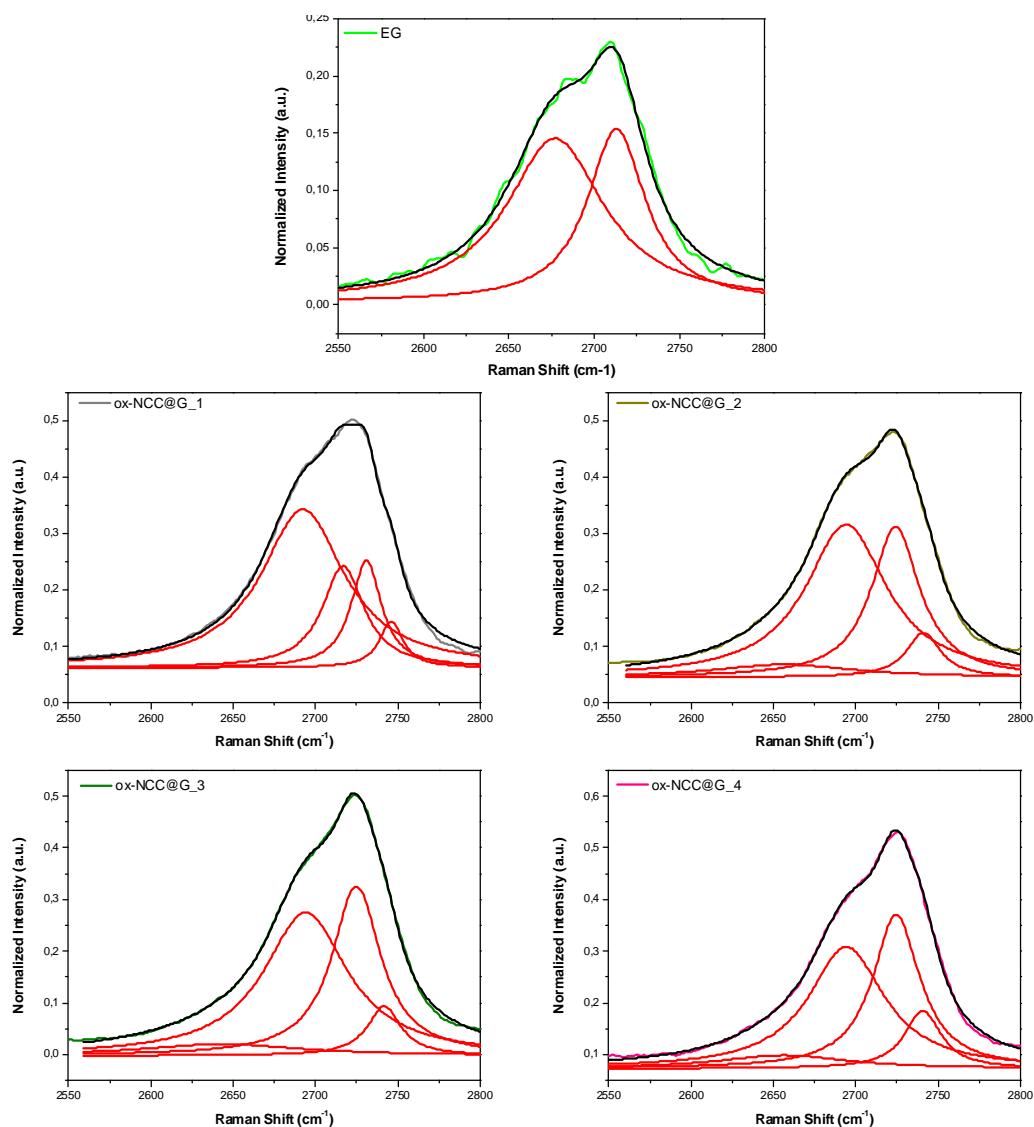 EG
0,25
0,20
0,15
0,10
0,05
0,00
Normalized Intensity (a.u.)
2550 2600 2650 2700 2750 2800
Raman Shift (cm-1)
ox-NCC@G_1
0,5
0,4
0,3
0,2
0,1
0,0
Normalized Intensity (a.u.)
2550 2600 2650 2700 2750 2800
Raman Shift (cm⁻¹)
ox-NCC@G_2
0,5
0,4
0,3
0,2
0,1
0,0
Normalized Intensity (a.u.)
2550 2600 2650 2700 2750 2800
Raman Shift (cm⁻¹)
ox-NCC@G_3
0,5
0,4
0,3
0,2
0,1
0,0
Normalized Intensity (a.u.)
2550 2600 2650 2700 2750 2800
Raman Shift (cm⁻¹)
ox-NCC@G_4
0,6
0,5
0,4
0,3
0,2
0,1
Normalized Intensity (a.u.)
2550 2600 2650 2700 2750 2800
Raman Shift (cm⁻¹)